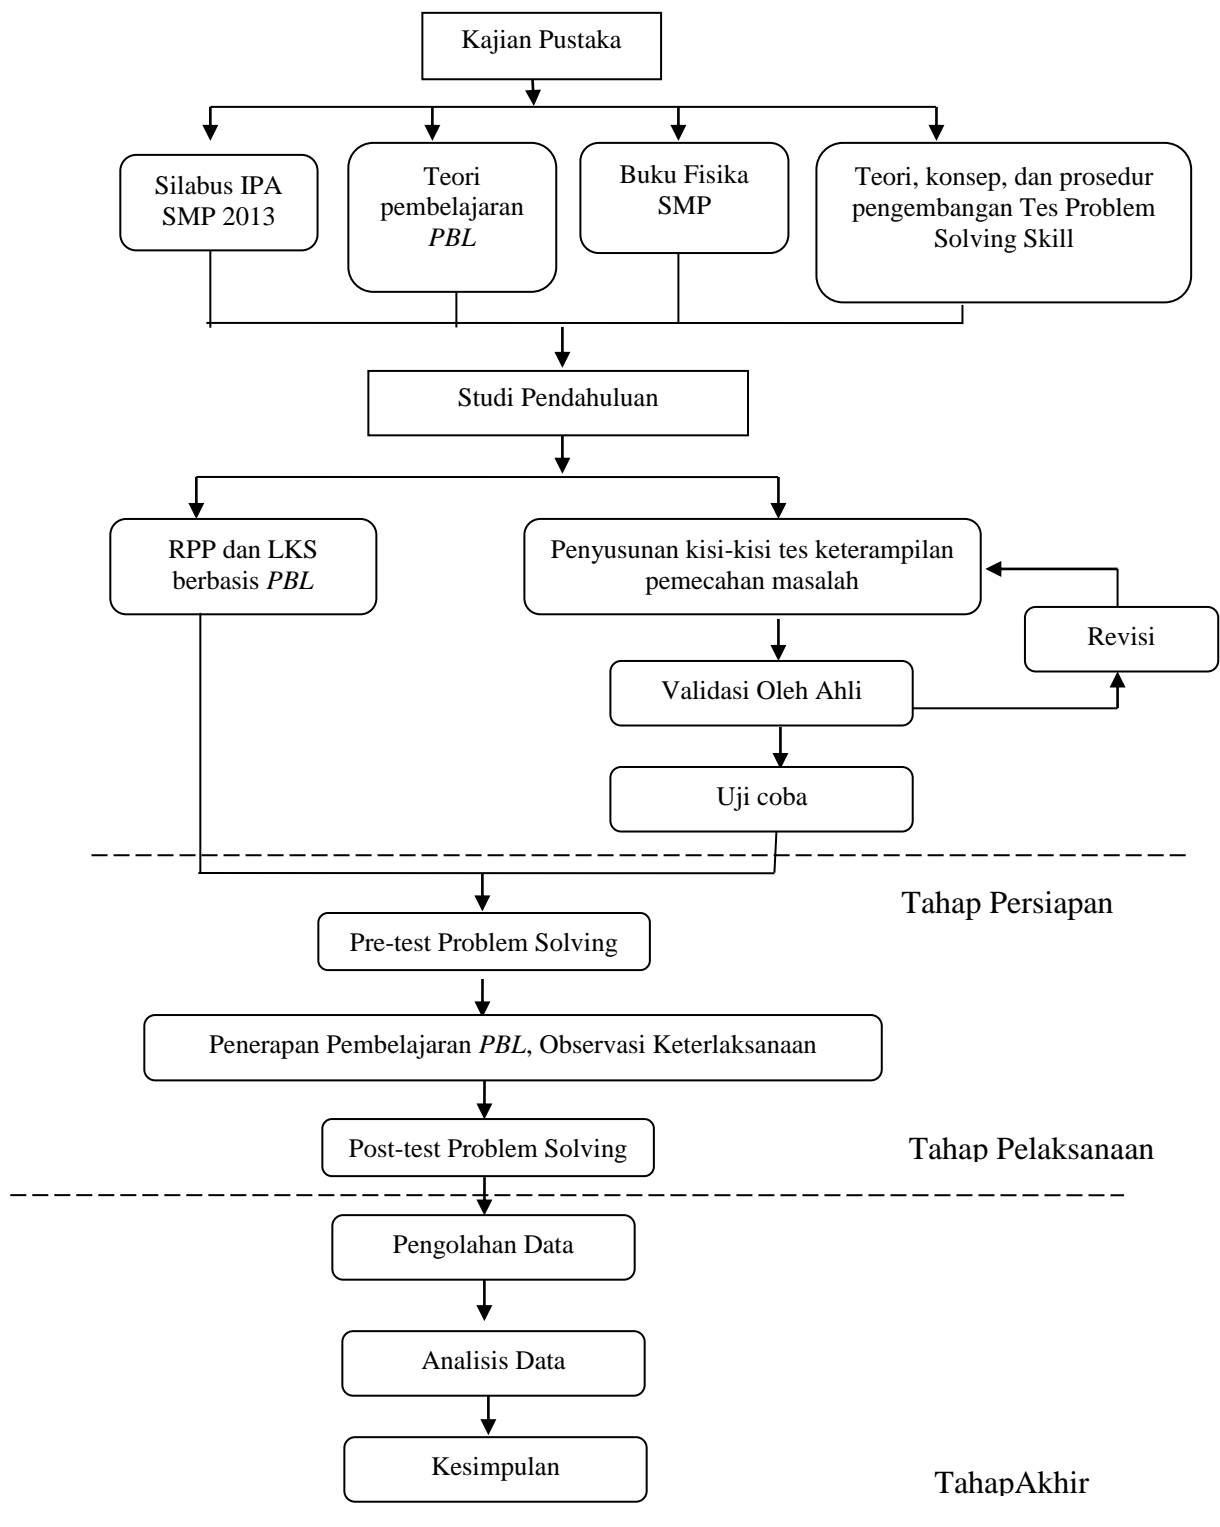 Kajian Pustaka
Silabus IPA
SMP 2013
Teori
pembelajaran
PBL
Buku Fisika
SMP
Teori, konsep, dan prosedur
pengembangan Tes Problem
Solving Skill
Studi Pendahuluan
RPP dan LKS
berbasis PBL
Penyusunan kisi-kisi tes keterampilan
pemecahan masalah
Revisi
Validasi Oleh Ahli
Uji coba
Tahap Persiapan
Pre-test Problem Solving
Penerapan Pembelajaran PBL, Observasi Keterlaksanaan
Post-test Problem Solving
Tahap Pelaksanaan
Pengolahan Data
Analisis Data
Kesimpulan
TahapAkhir